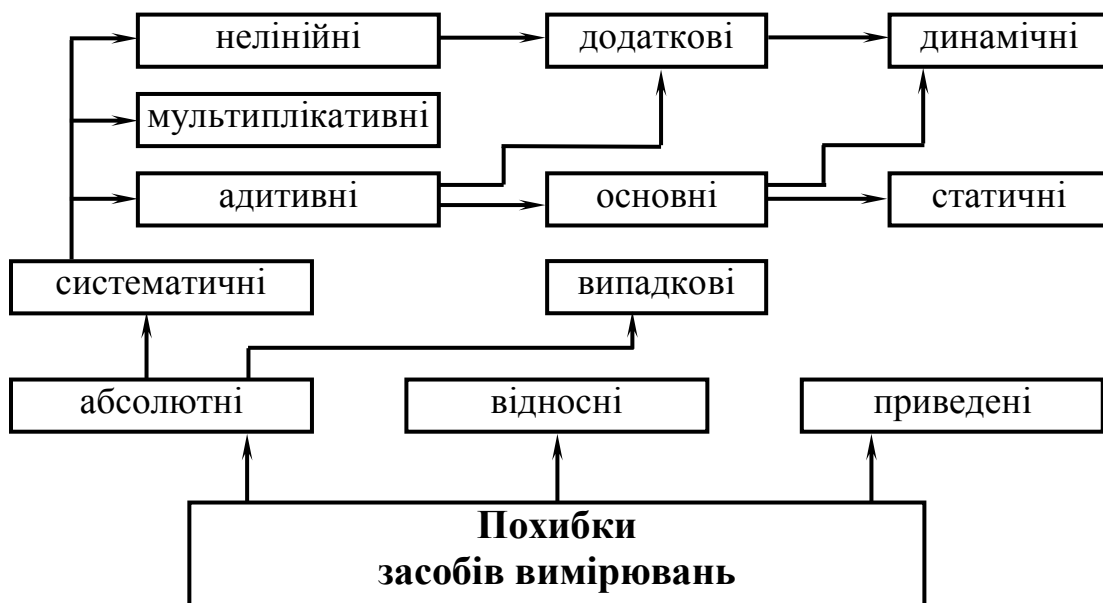 нелінійні
додаткові
динамічні
мультиплікативні
адитивні
основні
статичні
систематичні
випадкові
абсолютні
відносні
приведені
Похибки
засобів вимірювань